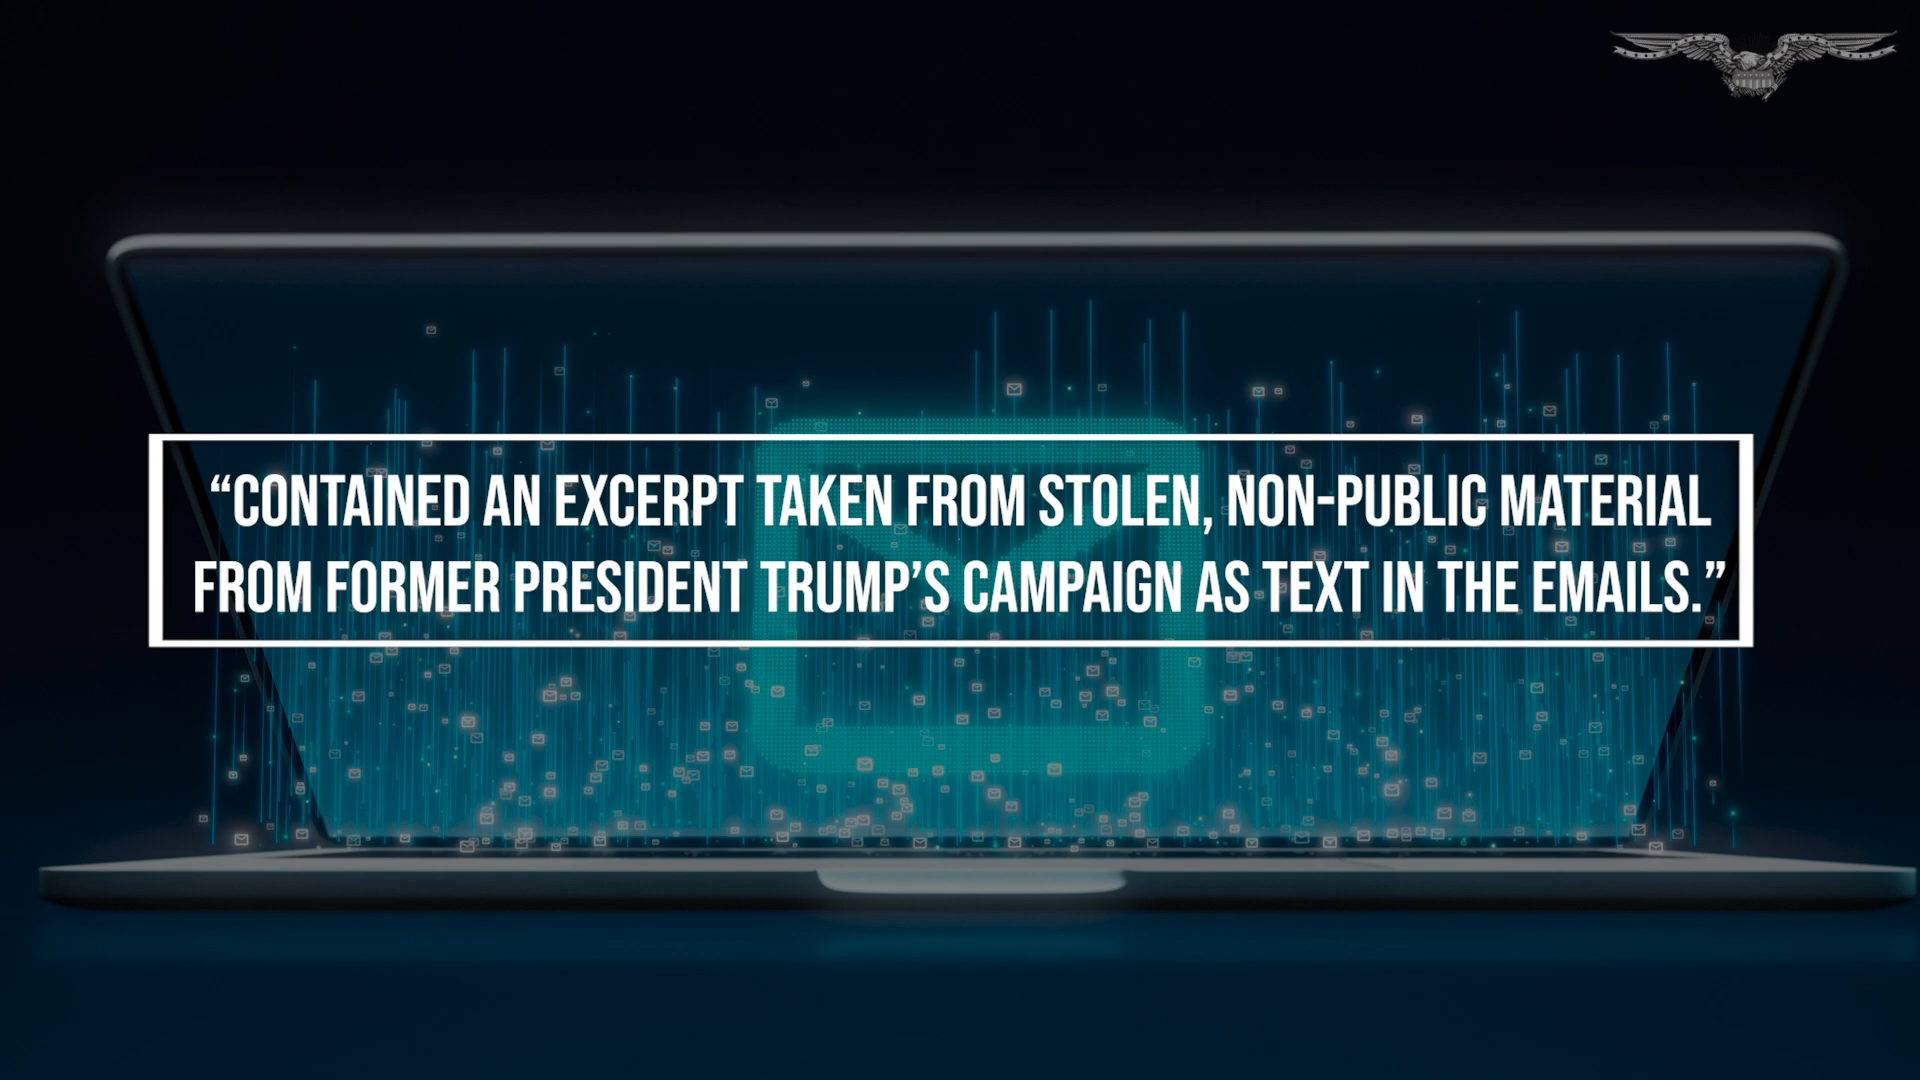 “CONTAINED AN EXCERPT TAKEN FROM STOLEN, NON-PUBLIC MATERIAL
FROM FORMER PRESIDENT TRUMP’S CAMPAIGN AS TEXT IN THE EMAILS.”